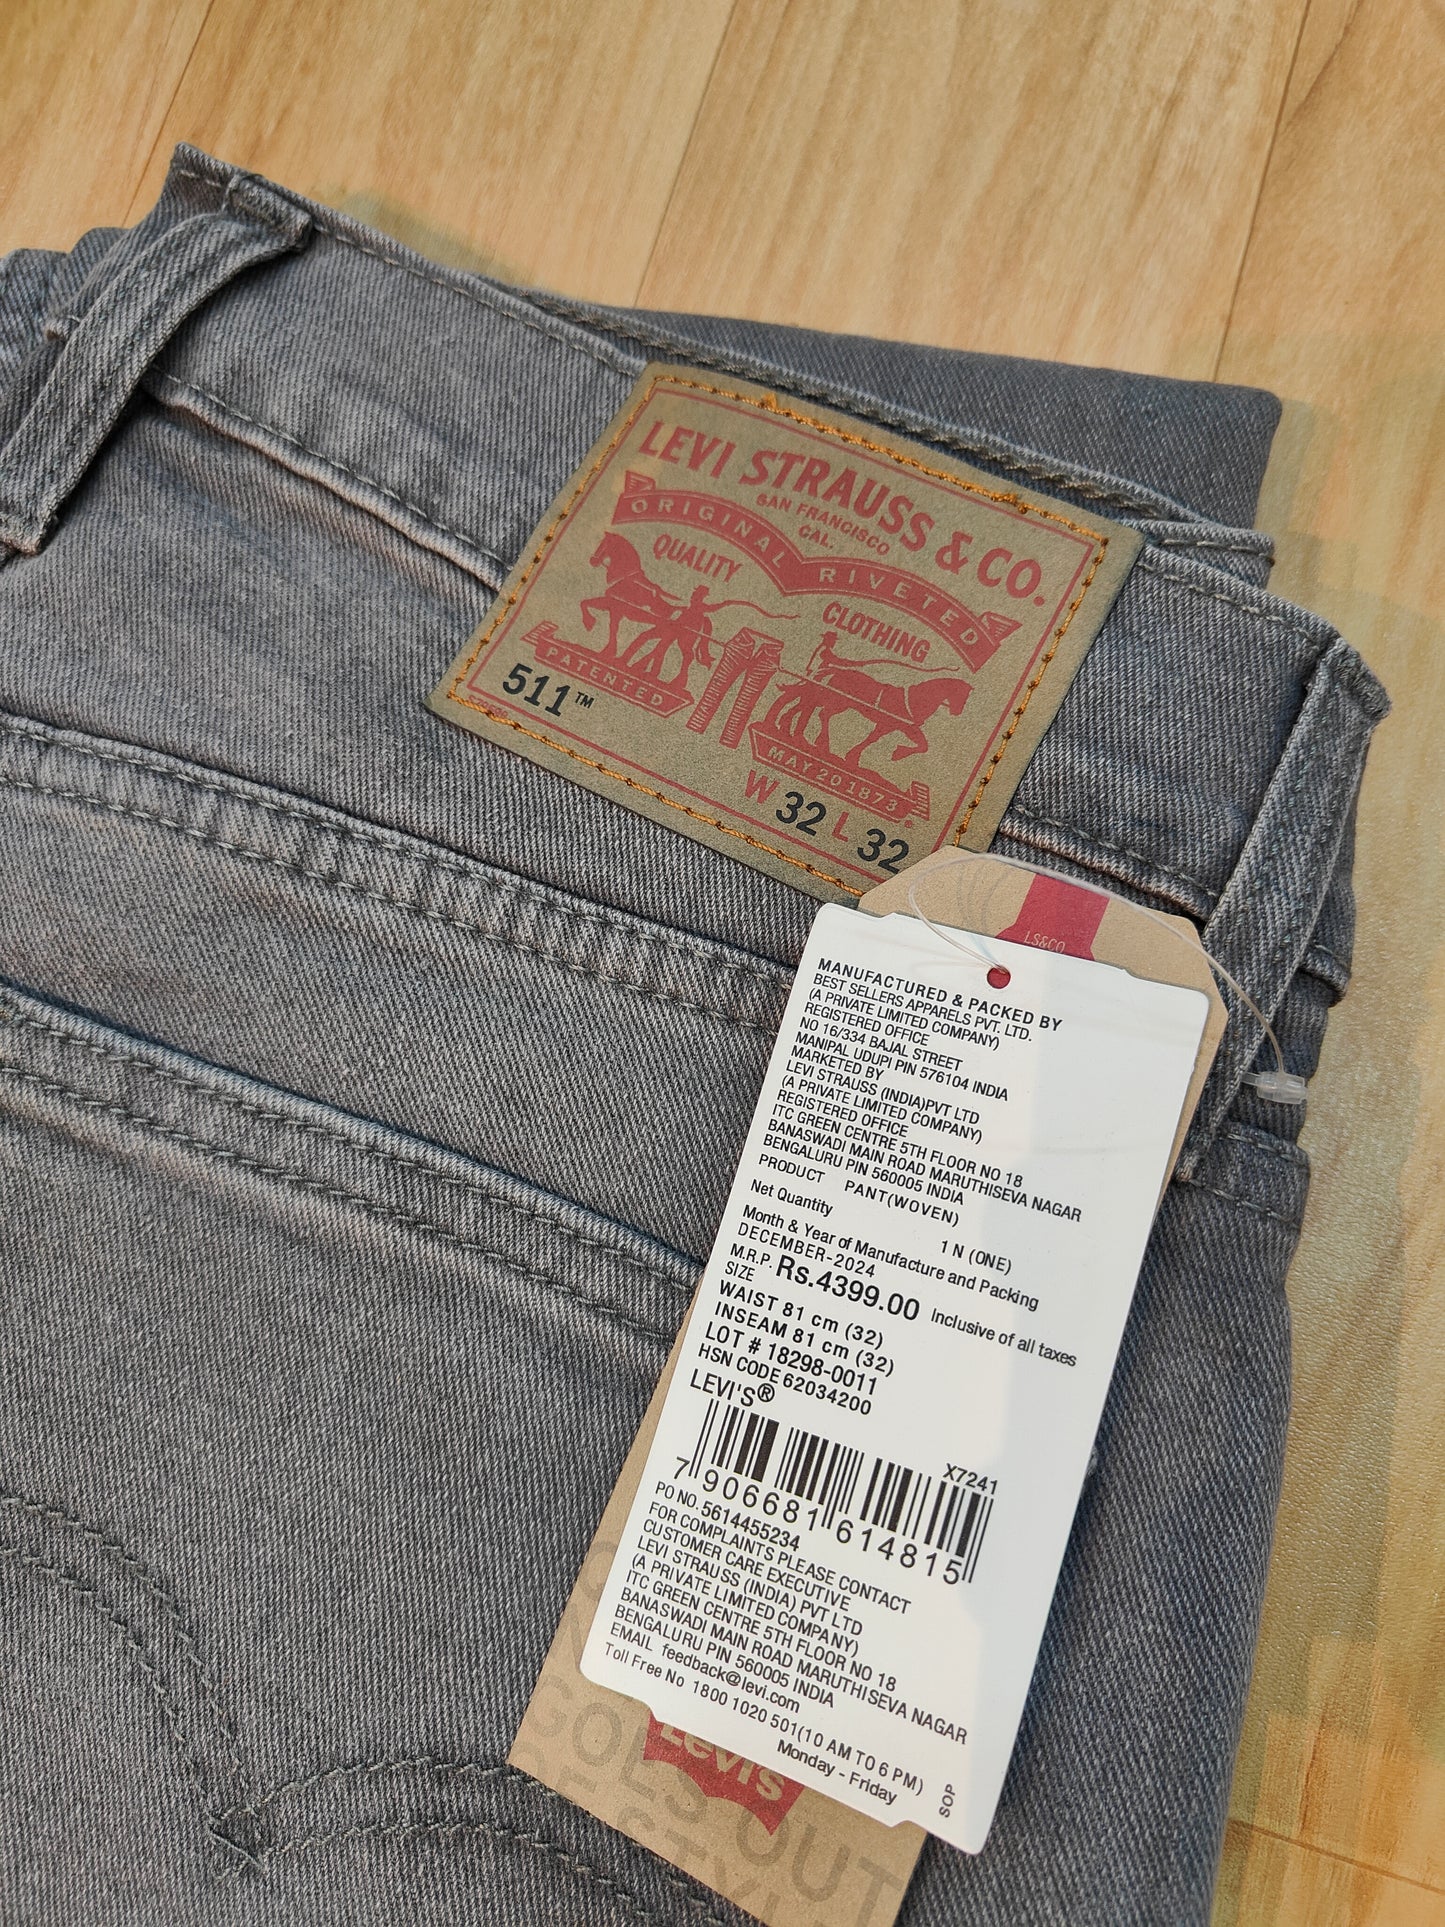 LEVI STRAUSS & CO.
SAN FRANCISCO
CAL.
ORIGINAL RIVETED
QUALITY
CLOTHING
PATENTED
511™
MAY 20 1873
W 32 L 32
LS&CO
MANUFACTURED & PACKED BY
BEST SELLERS APPARELS PVT. LTD.
(A PRIVATE LIMITED COMPANY)
REGISTERED OFFICE
NO 16/334 BAJAL STREET
MANIPAL UDUPI PIN 576104 INDIA
MARKETED BY
LEVI STRAUSS (INDIA)PVT LTD
(A PRIVATE LIMITED COMPANY)
REGISTERED OFFICE
ITC GREEN CENTRE 5TH FLOOR NO 18
BANASWADI MAIN ROAD MARUTHISEVA NAGAR
BENGALURU PIN 560005 INDIA
PRODUCT PANT(WOVEN)
Net Quantity 1 N (ONE)
Month & Year of Manufacture and Packing
DECEMBER-2024
M.R.P. Rs.4399.00 Inclusive of all taxes
SIZE
WAIST 81 cm (32)
INSEAM 81 cm (32)
LOT # 18298-0011
HSN CODE 62034200
LEVI'S®
X7241
7 906681 614815
PO NO. 5614455234
FOR COMPLAINTS PLEASE CONTACT
CUSTOMER CARE EXECUTIVE
LEVI STRAUSS (INDIA) PVT LTD
(A PRIVATE LIMITED COMPANY)
ITC GREEN CENTRE 5TH FLOOR NO 18
BANASWADI MAIN ROAD MARUTHISEVA NAGAR
BENGALURU PIN 560005 INDIA
EMAIL feedback@levi.com
Toll Free No 1800 1020 501(10 AM TO 6 PM)
Monday - Friday
SOP
Levi's
GOES OUT